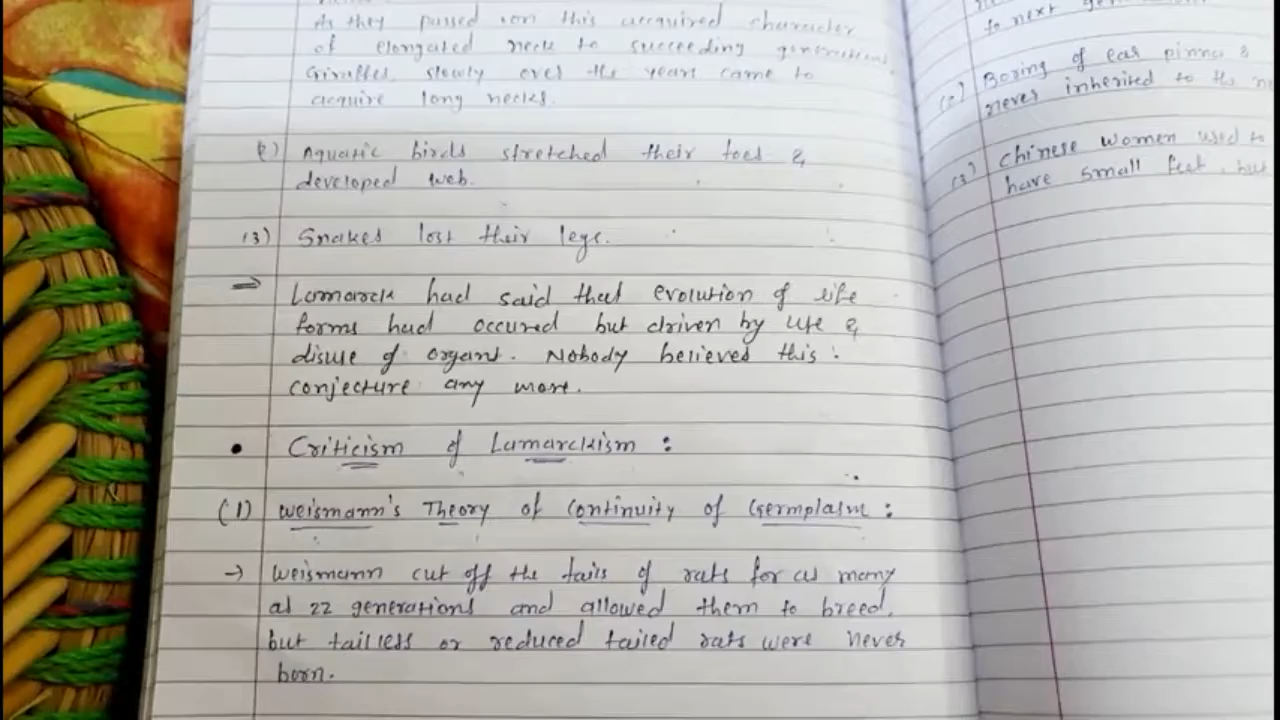 As they passed on this acquired character
of elongated neck to succeeding generations
Giraffes, slowly over the years came to
acquire long necks.
2) Aquatic birds stretched their toes &
developed web.
(3) Snakes lost their legs.
⇒ Lamarck had said that evolution of life
forms had occured but driven by use &
disuse of organs. Nobody believes this
conjecture any more.
• Criticism of Lamarckism :
(1) Weismann's Theory of Continuity of Germplasm :
→ Weismann cut off the tails of rats for as many
as 22 generations and allowed them to breed,
but tailless or reduced tailed rats were never
born.
to next
(2) Boring of ear pinna &
never inherited to the
(3) Chinese women used to
have small feet, but